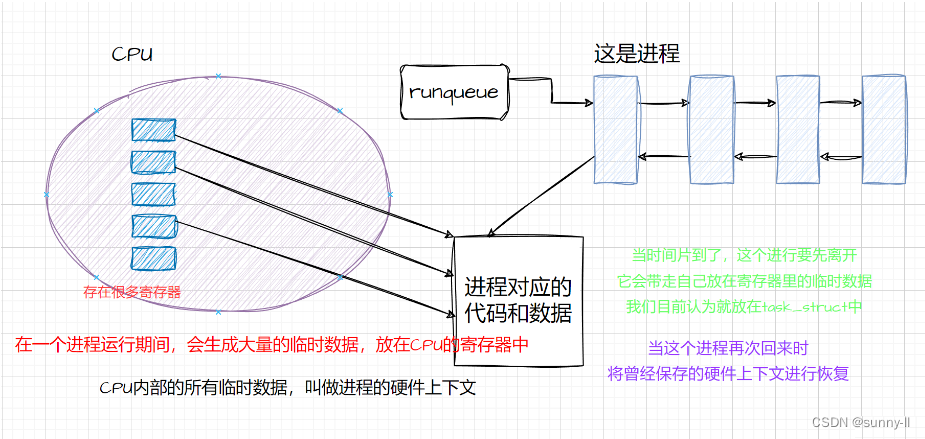 CPU
这是进程
runqueue
存在很多寄存器
进程对应的
代码和数据
当时间片到了，这个进行要先离开
它会带走自己放在寄存器里的临时数据
我们目前认为就放在task_struct中
在一个进程运行期间，会生成大量的临时数据，放在CPU的寄存器中
当这个进程再次回来时
将曾经保存的硬件上下文进行恢复
CPU内部的所有临时数据，叫做进程的硬件上下文
CSDN @sunny-ll